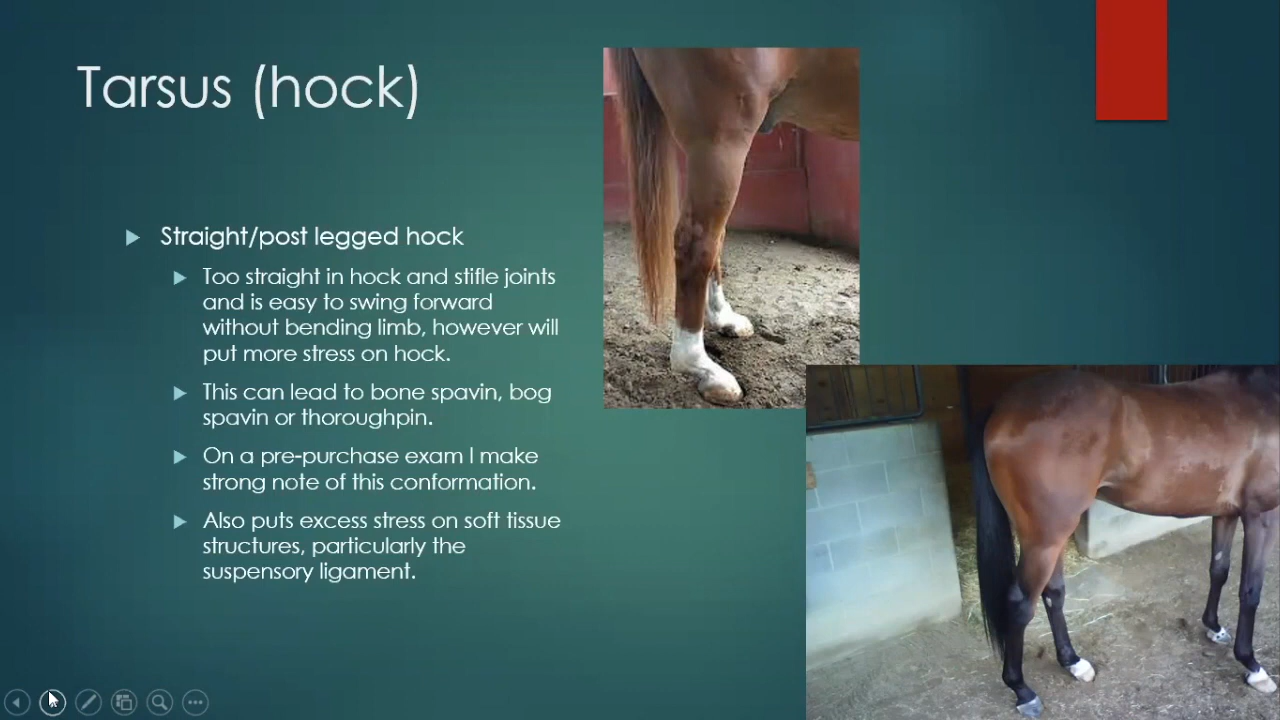 Tarsus (hock)
Straight/post legged hock
Too straight in hock and stifle joints
and is easy to swing forward
without bending limb, however will
put more stress on hock.
This can lead to bone spavin, bog
spavin or thoroughpin.
On a pre-purchase exam I make
strong note of this conformation.
Also puts excess stress on soft tissue
structures, particularly the
suspensory ligament.